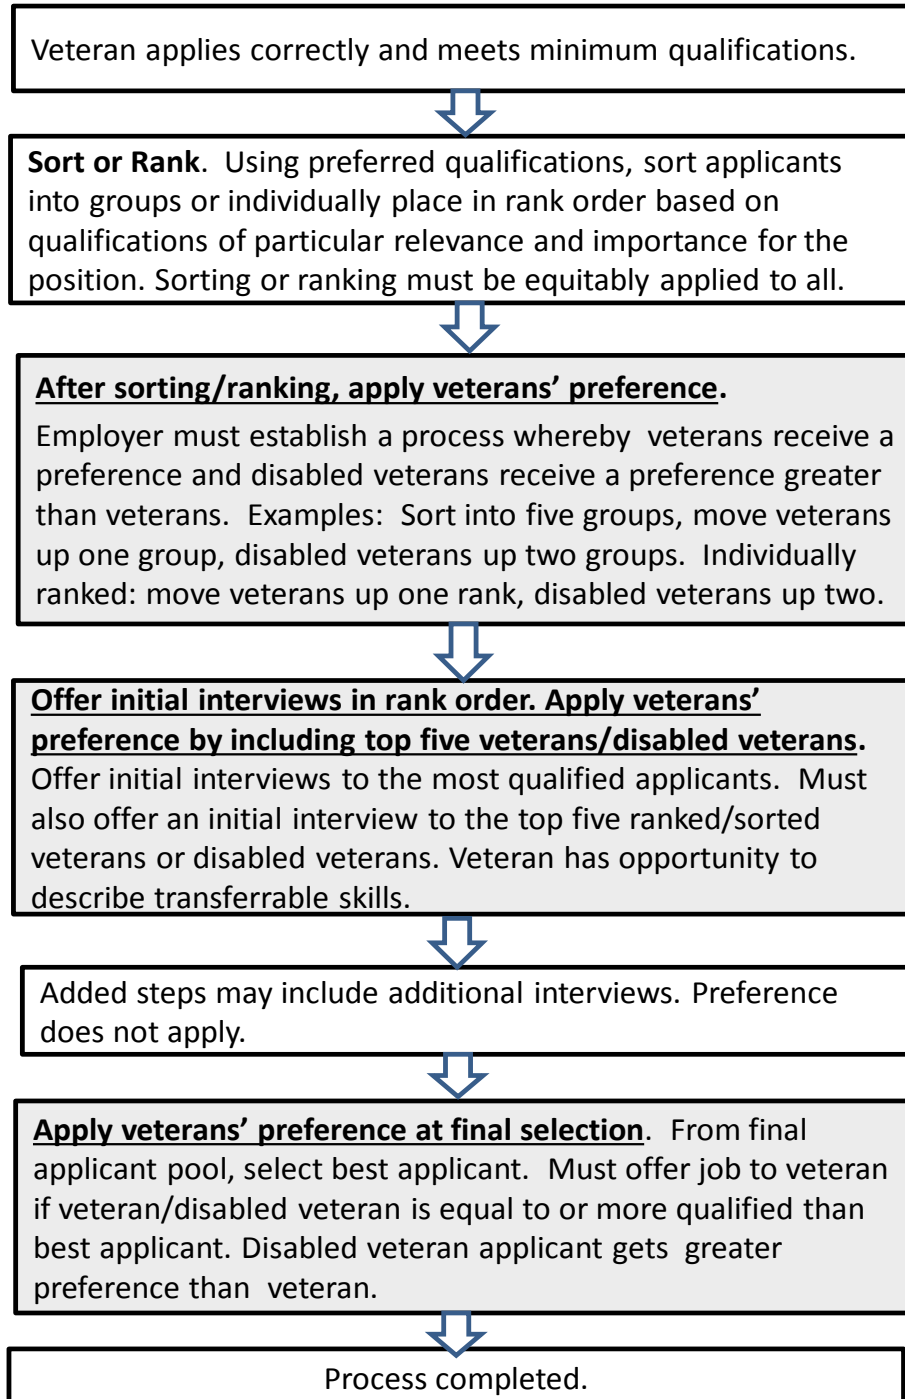 Veteran applies correctly and meets minimum qualifications.
Sort or Rank.  Using preferred qualifications, sort applicants
into groups or individually place in rank order based on
qualifications of particular relevance and importance for the
position. Sorting or ranking must be equitably applied to all.
After sorting/ranking, apply veterans’ preference.
Employer must establish a process whereby  veterans receive a
preference and disabled veterans receive a preference greater
than veterans.  Examples:  Sort into five groups, move veterans
up one group, disabled veterans up two groups.  Individually
ranked: move veterans up one rank, disabled veterans up two.
Offer initial interviews in rank order. Apply veterans’
preference by including top five veterans/disabled veterans.
Offer initial interviews to the most qualified applicants.  Must
also offer an initial interview to the top five ranked/sorted
veterans or disabled veterans. Veteran has opportunity to
describe transferrable skills.
Added steps may include additional interviews. Preference
does not apply.
Apply veterans’ preference at final selection.  From final
applicant pool, select best applicant.  Must offer job to veteran
if veteran/disabled veteran is equal to or more qualified than
best applicant. Disabled veteran applicant gets  greater
preference than  veteran.
Process completed.